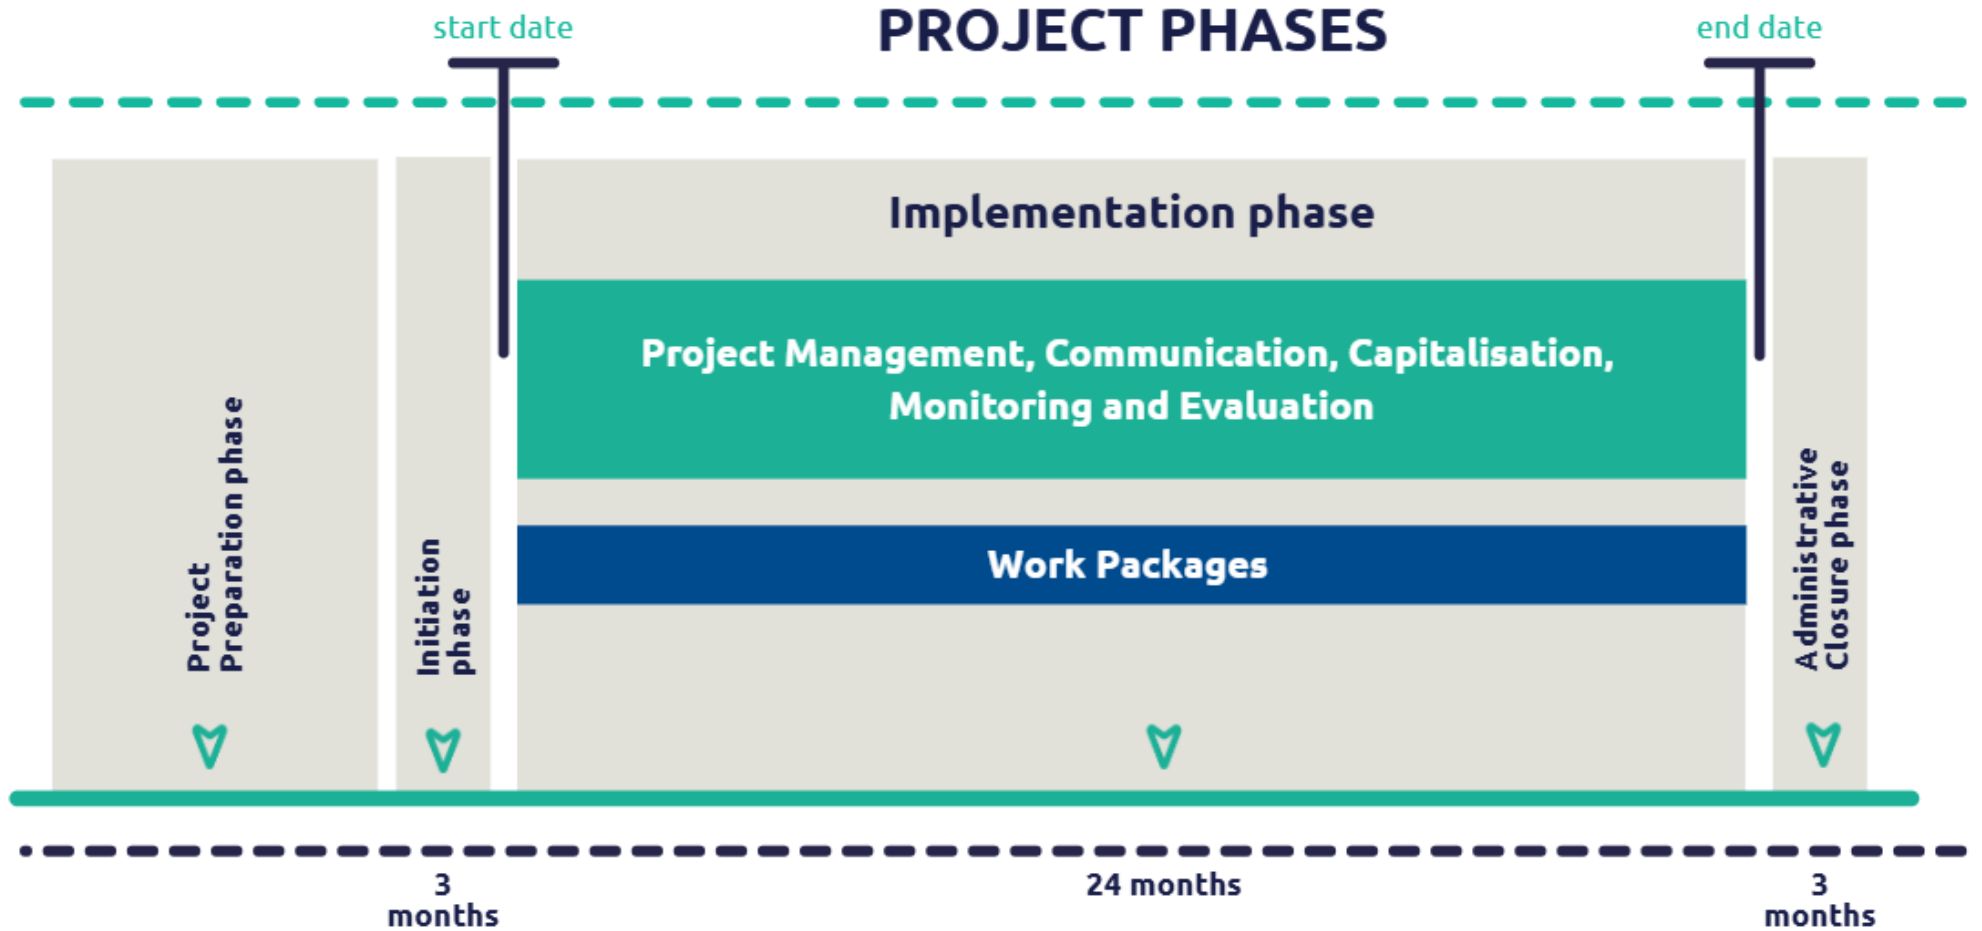 start date
PROJECT PHASES
end date
Implementation phase
Project Management, Communication, Capitalisation,
Monitoring and Evaluation
Work Packages
Project
Preparation phase
Initiation
phase
Administrative
Closure phase
3
months
24 months
3
months